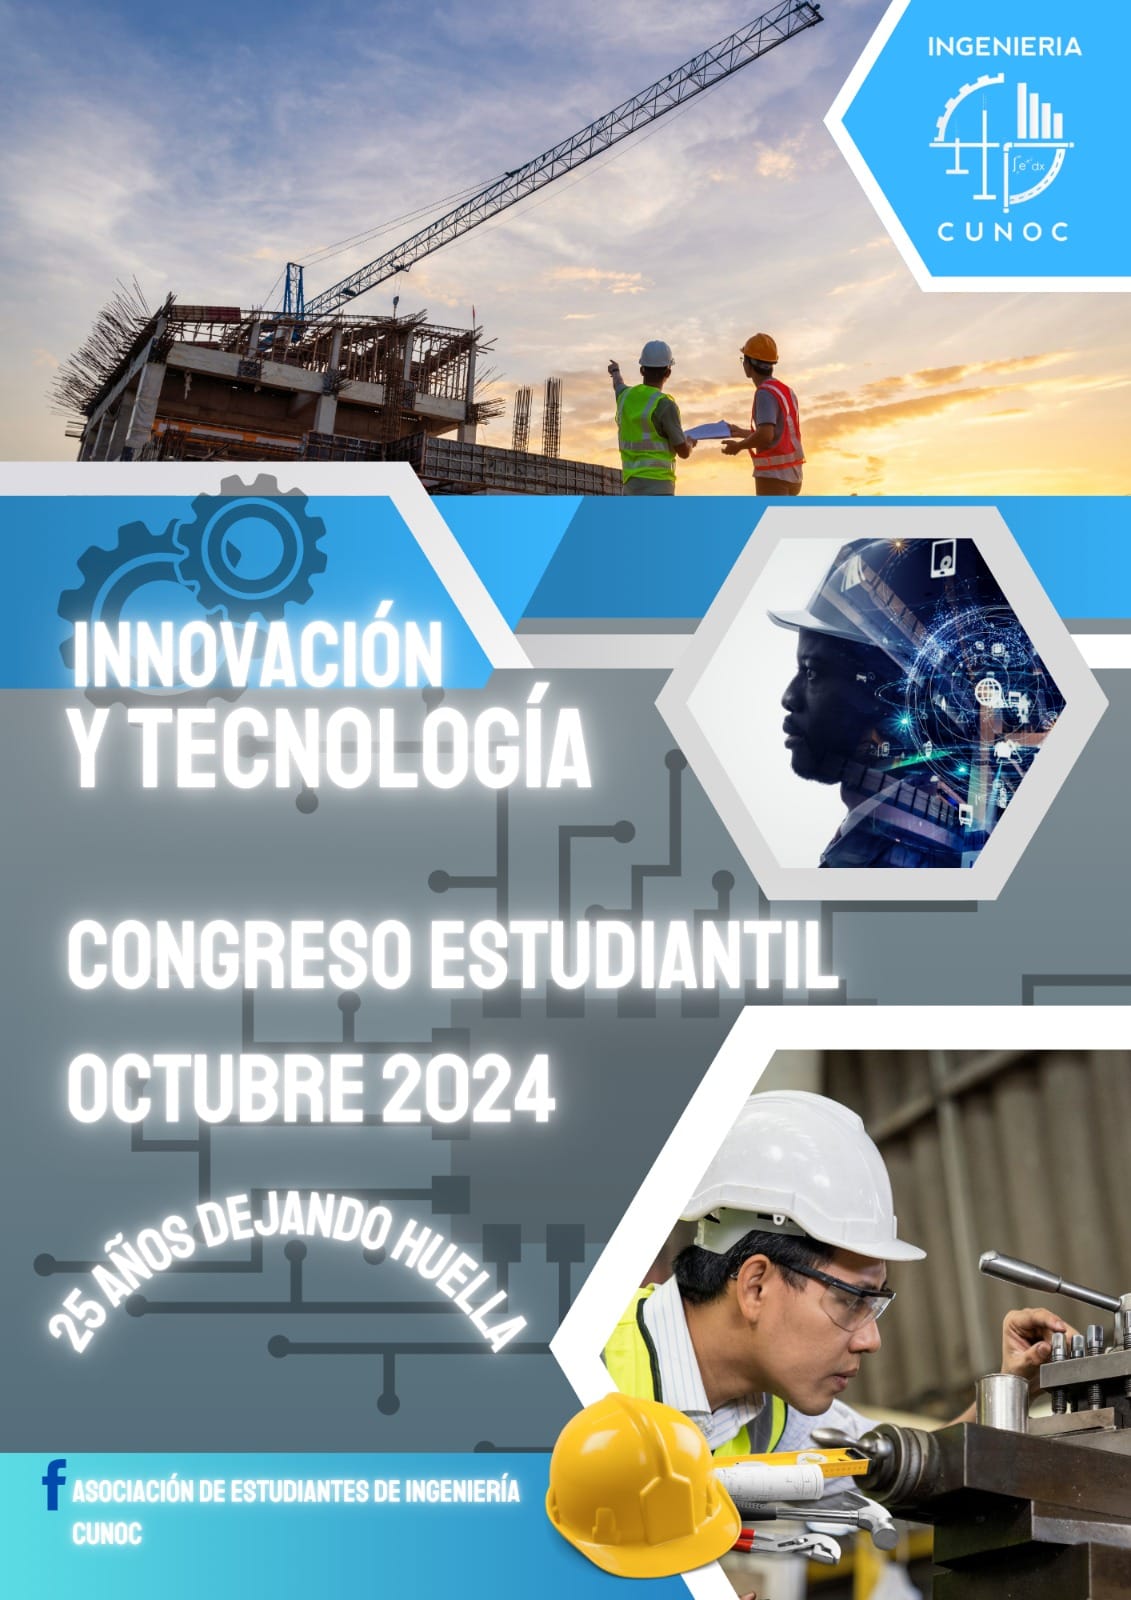 INGENIERIA
CUNOC
INNOVACIÓN
Y TECNOLOGÍA
CONGRESO ESTUDIANTIL
OCTUBRE 2024
25 AÑOS DEJANDO HUELLA
f ASOCIACIÓN DE ESTUDIANTES DE INGENIERÍA
CUNOC